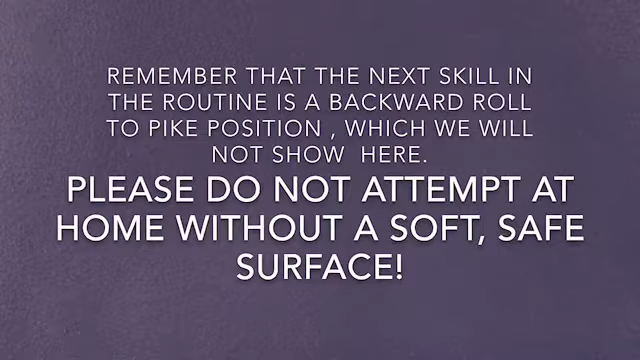 REMEMBER THAT THE NEXT SKILL IN
THE ROUTINE IS A BACKWARD ROLL
TO PIKE POSITION , WHICH WE WILL
NOT SHOW HERE.
PLEASE DO NOT ATTEMPT AT
HOME WITHOUT A SOFT, SAFE
SURFACE!